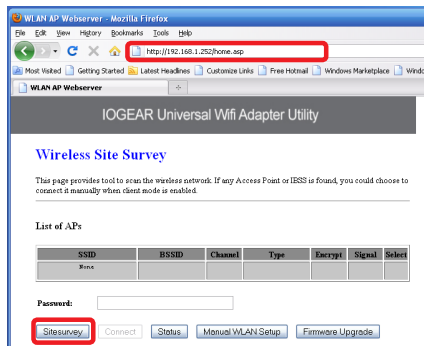 WLAN AP Webserver - Mozilla Firefox
File Edit View History Bookmarks Tools Help
http://192.168.1.252/home.asp
Most Visited Getting Started Latest Headlines Customize Links Free Hotmail Windows Marketplace Windo
WLAN AP Webserver
IOGEAR Universal Wifi Adapter Utility
Wireless Site Survey
This page provides tool to scan the wireless network. If any Access Point or IBSS is found, you could choose to
connect it manually when client mode is enabled.
List of APs
SSID BSSID Channel Type Encrypt Signal Select
None
Password:
Sitesurvey Connect Status Manual WLAN Setup Firmware Upgrade